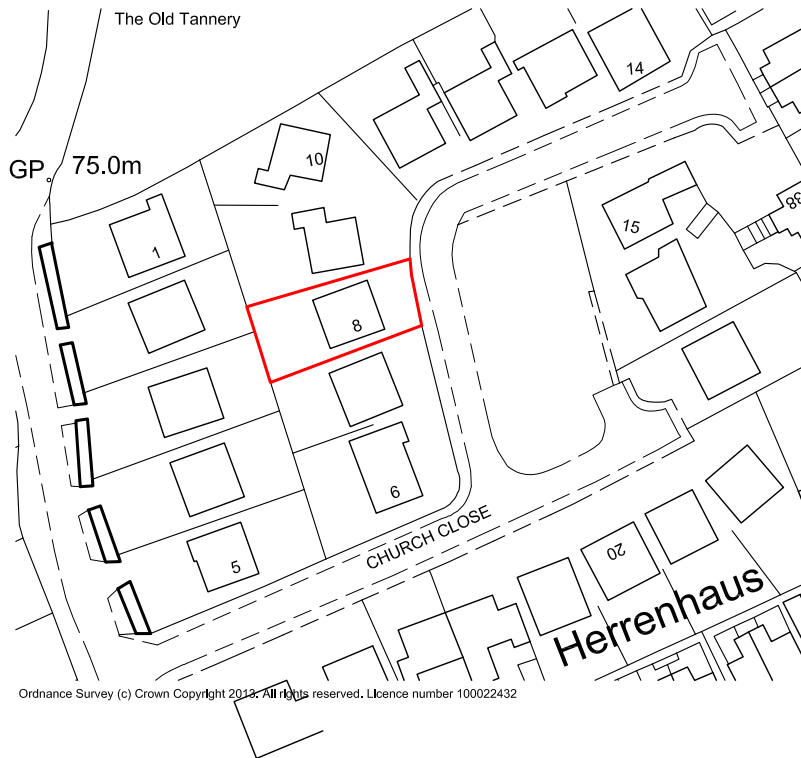 The Old Tannery
14
10
GP
75.0m
38
1
15
8
6
CHURCH CLOSE
5
20
Herrenhaus
Ordnance Survey (c) Crown Copyright 2013. All rights reserved. Licence number 100022432